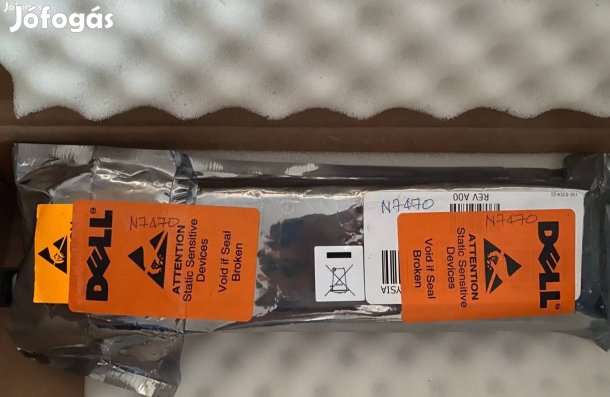 Jófogás
N7470
DELL
ATTENTION
Static Sensitive
Devices
Void if Seal
Broken
N7470
REV A00
N7470
DELL
ATTENTION
Static Sensitive
Devices
Void if Seal
Broken